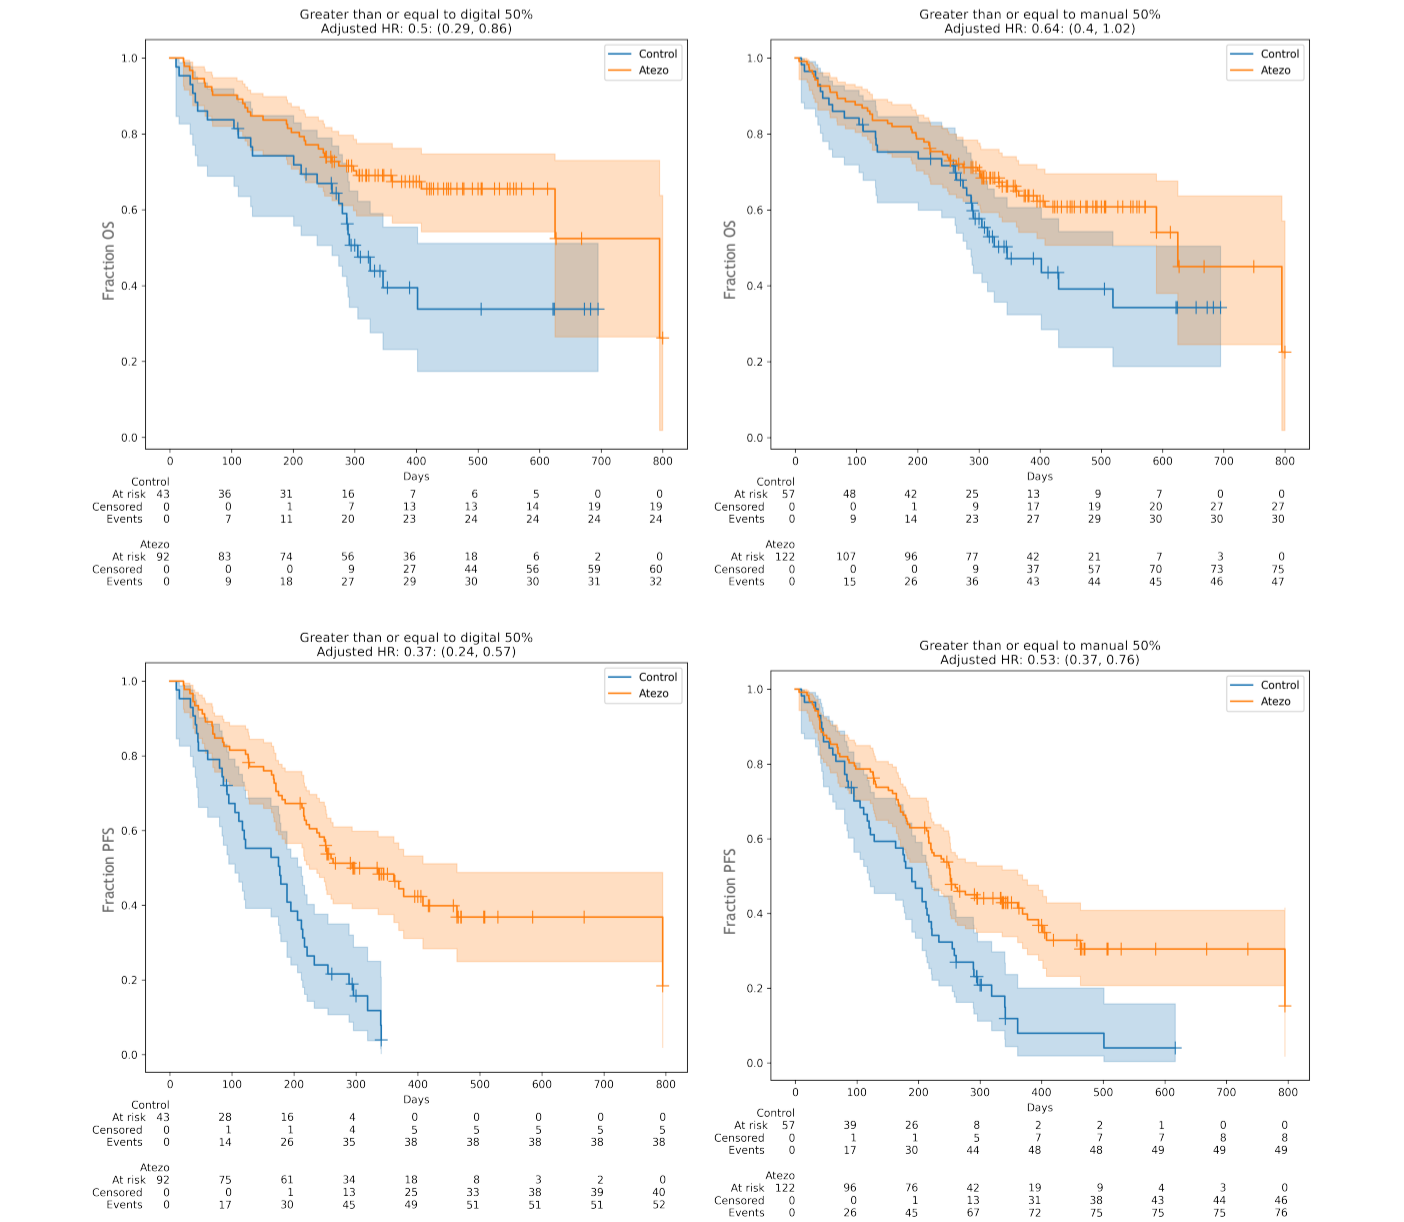 Greater than or equal to digital 50%
Adjusted HR: 0.5: (0.29, 0.86)
Control
Atezo
Fraction OS
1.0
0.8
0.6
0.4
0.2
0.0
0 100 200 300 400 500 600 700 800
Days
Control
At risk 43 36 31 16 7 6 5 0 0
Censored 0 0 1 7 13 13 14 19 19
Events 0 7 11 20 23 24 24 24 24
Atezo
At risk 92 83 74 56 36 18 6 2 0
Censored 0 0 0 9 27 44 56 59 60
Events 0 9 18 27 29 30 30 31 32
Greater than or equal to manual 50%
Adjusted HR: 0.64: (0.4, 1.02)
Control
Atezo
Fraction OS
1.0
0.8
0.6
0.4
0.2
0.0
0 100 200 300 400 500 600 700 800
Days
Control
At risk 57 48 42 25 13 9 7 0 0
Censored 0 0 1 9 17 19 20 27 27
Events 0 9 14 23 27 29 30 30 30
Atezo
At risk 122 107 96 77 42 21 7 3 0
Censored 0 0 0 9 37 57 70 73 75
Events 0 15 26 36 43 44 45 46 47
Greater than or equal to digital 50%
Adjusted HR: 0.37: (0.24, 0.57)
Control
Atezo
Fraction PFS
1.0
0.8
0.6
0.4
0.2
0.0
0 100 200 300 400 500 600 700 800
Days
Control
At risk 43 28 16 4 0 0 0 0 0
Censored 0 1 1 4 5 5 5 5 5
Events 0 14 26 35 38 38 38 38 38
Atezo
At risk 92 75 61 34 18 8 3 2 0
Censored 0 0 1 13 25 33 38 39 40
Events 0 17 30 45 49 51 51 51 52
Greater than or equal to manual 50%
Adjusted HR: 0.53: (0.37, 0.76)
Control
Atezo
Fraction PFS
1.0
0.8
0.6
0.4
0.2
0.0
0 100 200 300 400 500 600 700 800
Days
Control
At risk 57 39 26 8 2 2 1 0 0
Censored 0 1 1 5 7 7 7 8 8
Events 0 17 30 44 48 48 49 49 49
Atezo
At risk 122 96 76 42 19 9 4 3 0
Censored 0 0 1 13 31 38 43 44 46
Events 0 26 45 67 72 75 75 75 76